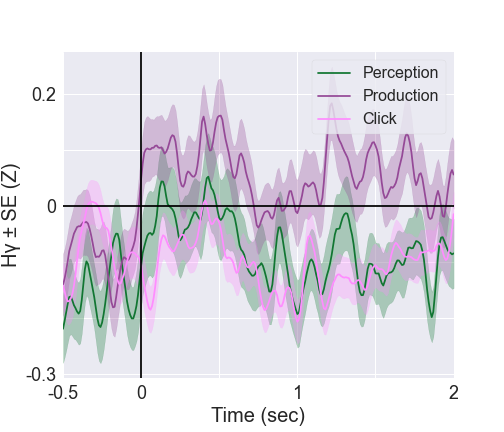 Perception
Production
Click
0.2
0
-0.3
Hγ ± SE (Z)
-0.5
0
1
2
Time (sec)